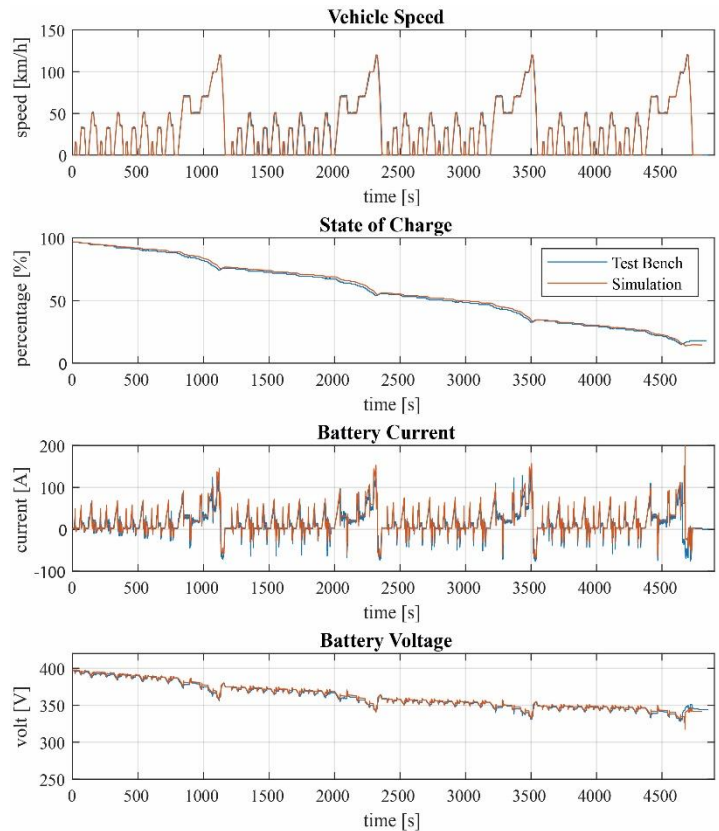 Vehicle Speed
speed [km/h]
150
100
50
0
0 500 1000 1500 2000 2500 3000 3500 4000 4500
time [s]
State of Charge
percentage [%]
100
50
0
Test Bench
Simulation
0 500 1000 1500 2000 2500 3000 3500 4000 4500
time [s]
Battery Current
current [A]
200
100
0
-100
0 500 1000 1500 2000 2500 3000 3500 4000 4500
time [s]
Battery Voltage
volt [V]
400
350
300
250
0 500 1000 1500 2000 2500 3000 3500 4000 4500
time [s]